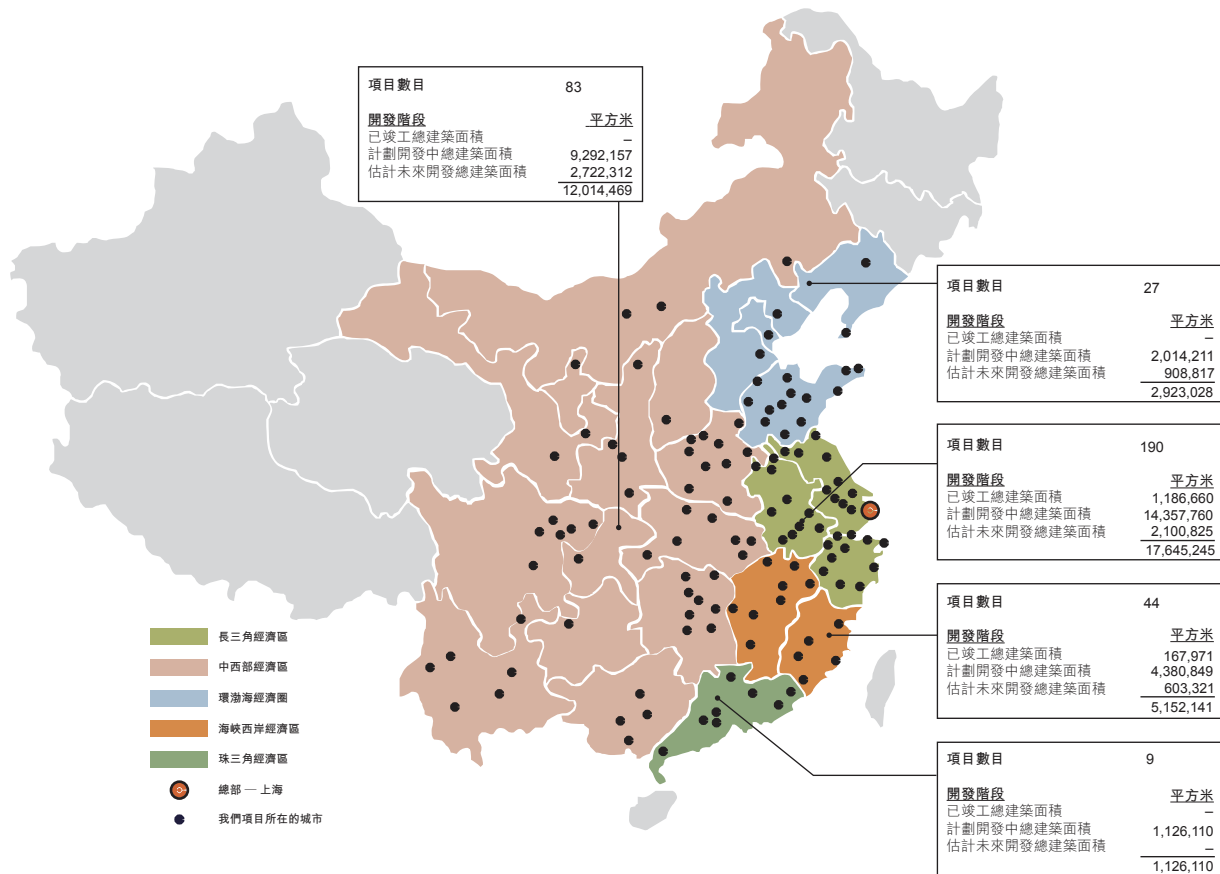 項目數目 83
開發階段 平方米
已竣工總建築面積 –
計劃開發中總建築面積 9,292,157
估計未來開發總建築面積 2,722,312
12,014,469
項目數目 27
開發階段 平方米
已竣工總建築面積 –
計劃開發中總建築面積 2,014,211
估計未來開發總建築面積 908,817
2,923,028
項目數目 190
開發階段 平方米
已竣工總建築面積 1,186,660
計劃開發中總建築面積 14,357,760
估計未來開發總建築面積 2,100,825
17,645,245
項目數目 44
開發階段 平方米
已竣工總建築面積 167,971
計劃開發中總建築面積 4,380,849
估計未來開發總建築面積 603,321
5,152,141
項目數目 9
開發階段 平方米
已竣工總建築面積 –
計劃開發中總建築面積 1,126,110
估計未來開發總建築面積 –
1,126,110
長三角經濟區
中西部經濟區
環渤海經濟圈
海峽西岸經濟區
珠三角經濟區
總部 — 上海
我們項目所在的城市